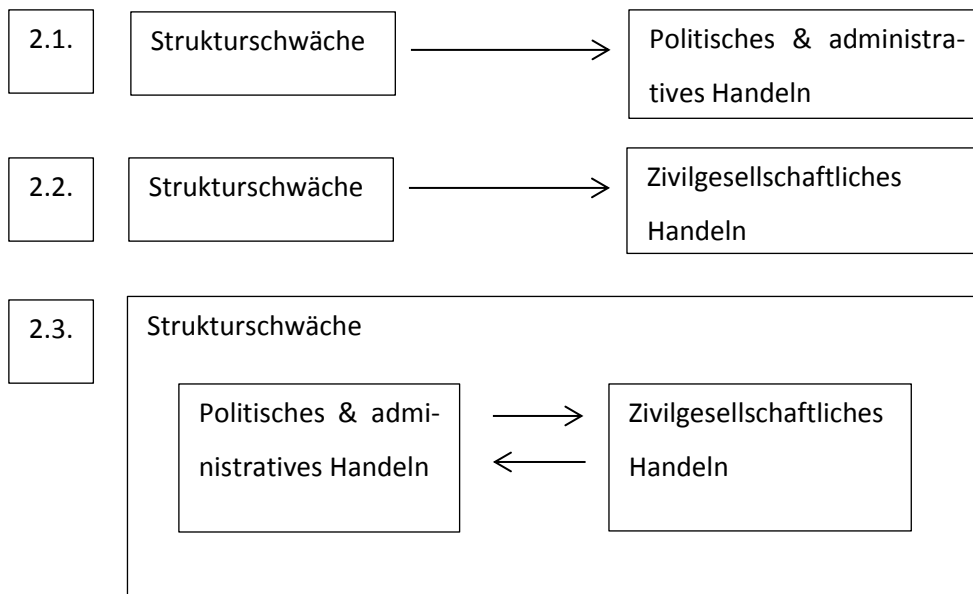 2.1.
Strukturschwäche
Politisches & administra-
tives Handeln
2.2.
Strukturschwäche
Zivilgesellschaftliches
Handeln
2.3.
Strukturschwäche
Politisches & admi-
nistratives Handeln
Zivilgesellschaftliches
Handeln